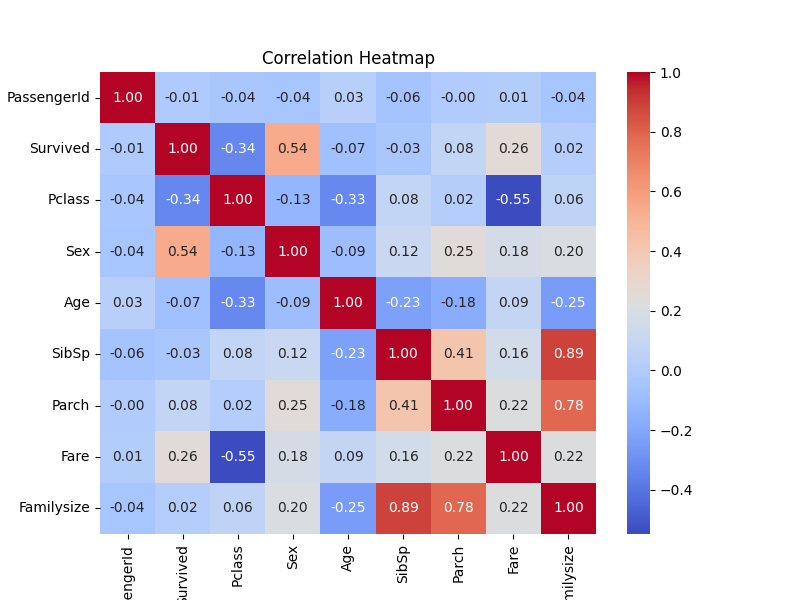 Correlation Heatmap
PassengerId 1.00 -0.01 -0.04 -0.04 0.03 -0.06 -0.00 0.01 -0.04
Survived -0.01 1.00 -0.34 0.54 -0.07 -0.03 0.08 0.26 0.02
Pclass -0.04 -0.34 1.00 -0.13 -0.33 0.08 0.02 -0.55 0.06
Sex -0.04 0.54 -0.13 1.00 -0.09 0.12 0.25 0.18 0.20
Age 0.03 -0.07 -0.33 -0.09 1.00 -0.23 -0.18 0.09 -0.25
SibSp -0.06 -0.03 0.08 0.12 -0.23 1.00 0.41 0.16 0.89
Parch -0.00 0.08 0.02 0.25 -0.18 0.41 1.00 0.22 0.78
Fare 0.01 0.26 -0.55 0.18 0.09 0.16 0.22 1.00 0.22
Familysize -0.04 0.02 0.06 0.20 -0.25 0.89 0.78 0.22 1.00
engerId
urvived
Pclass
Sex
Age
SibSp
Parch
Fare
milysize
1.0
0.8
0.6
0.4
0.2
0.0
−0.2
−0.4